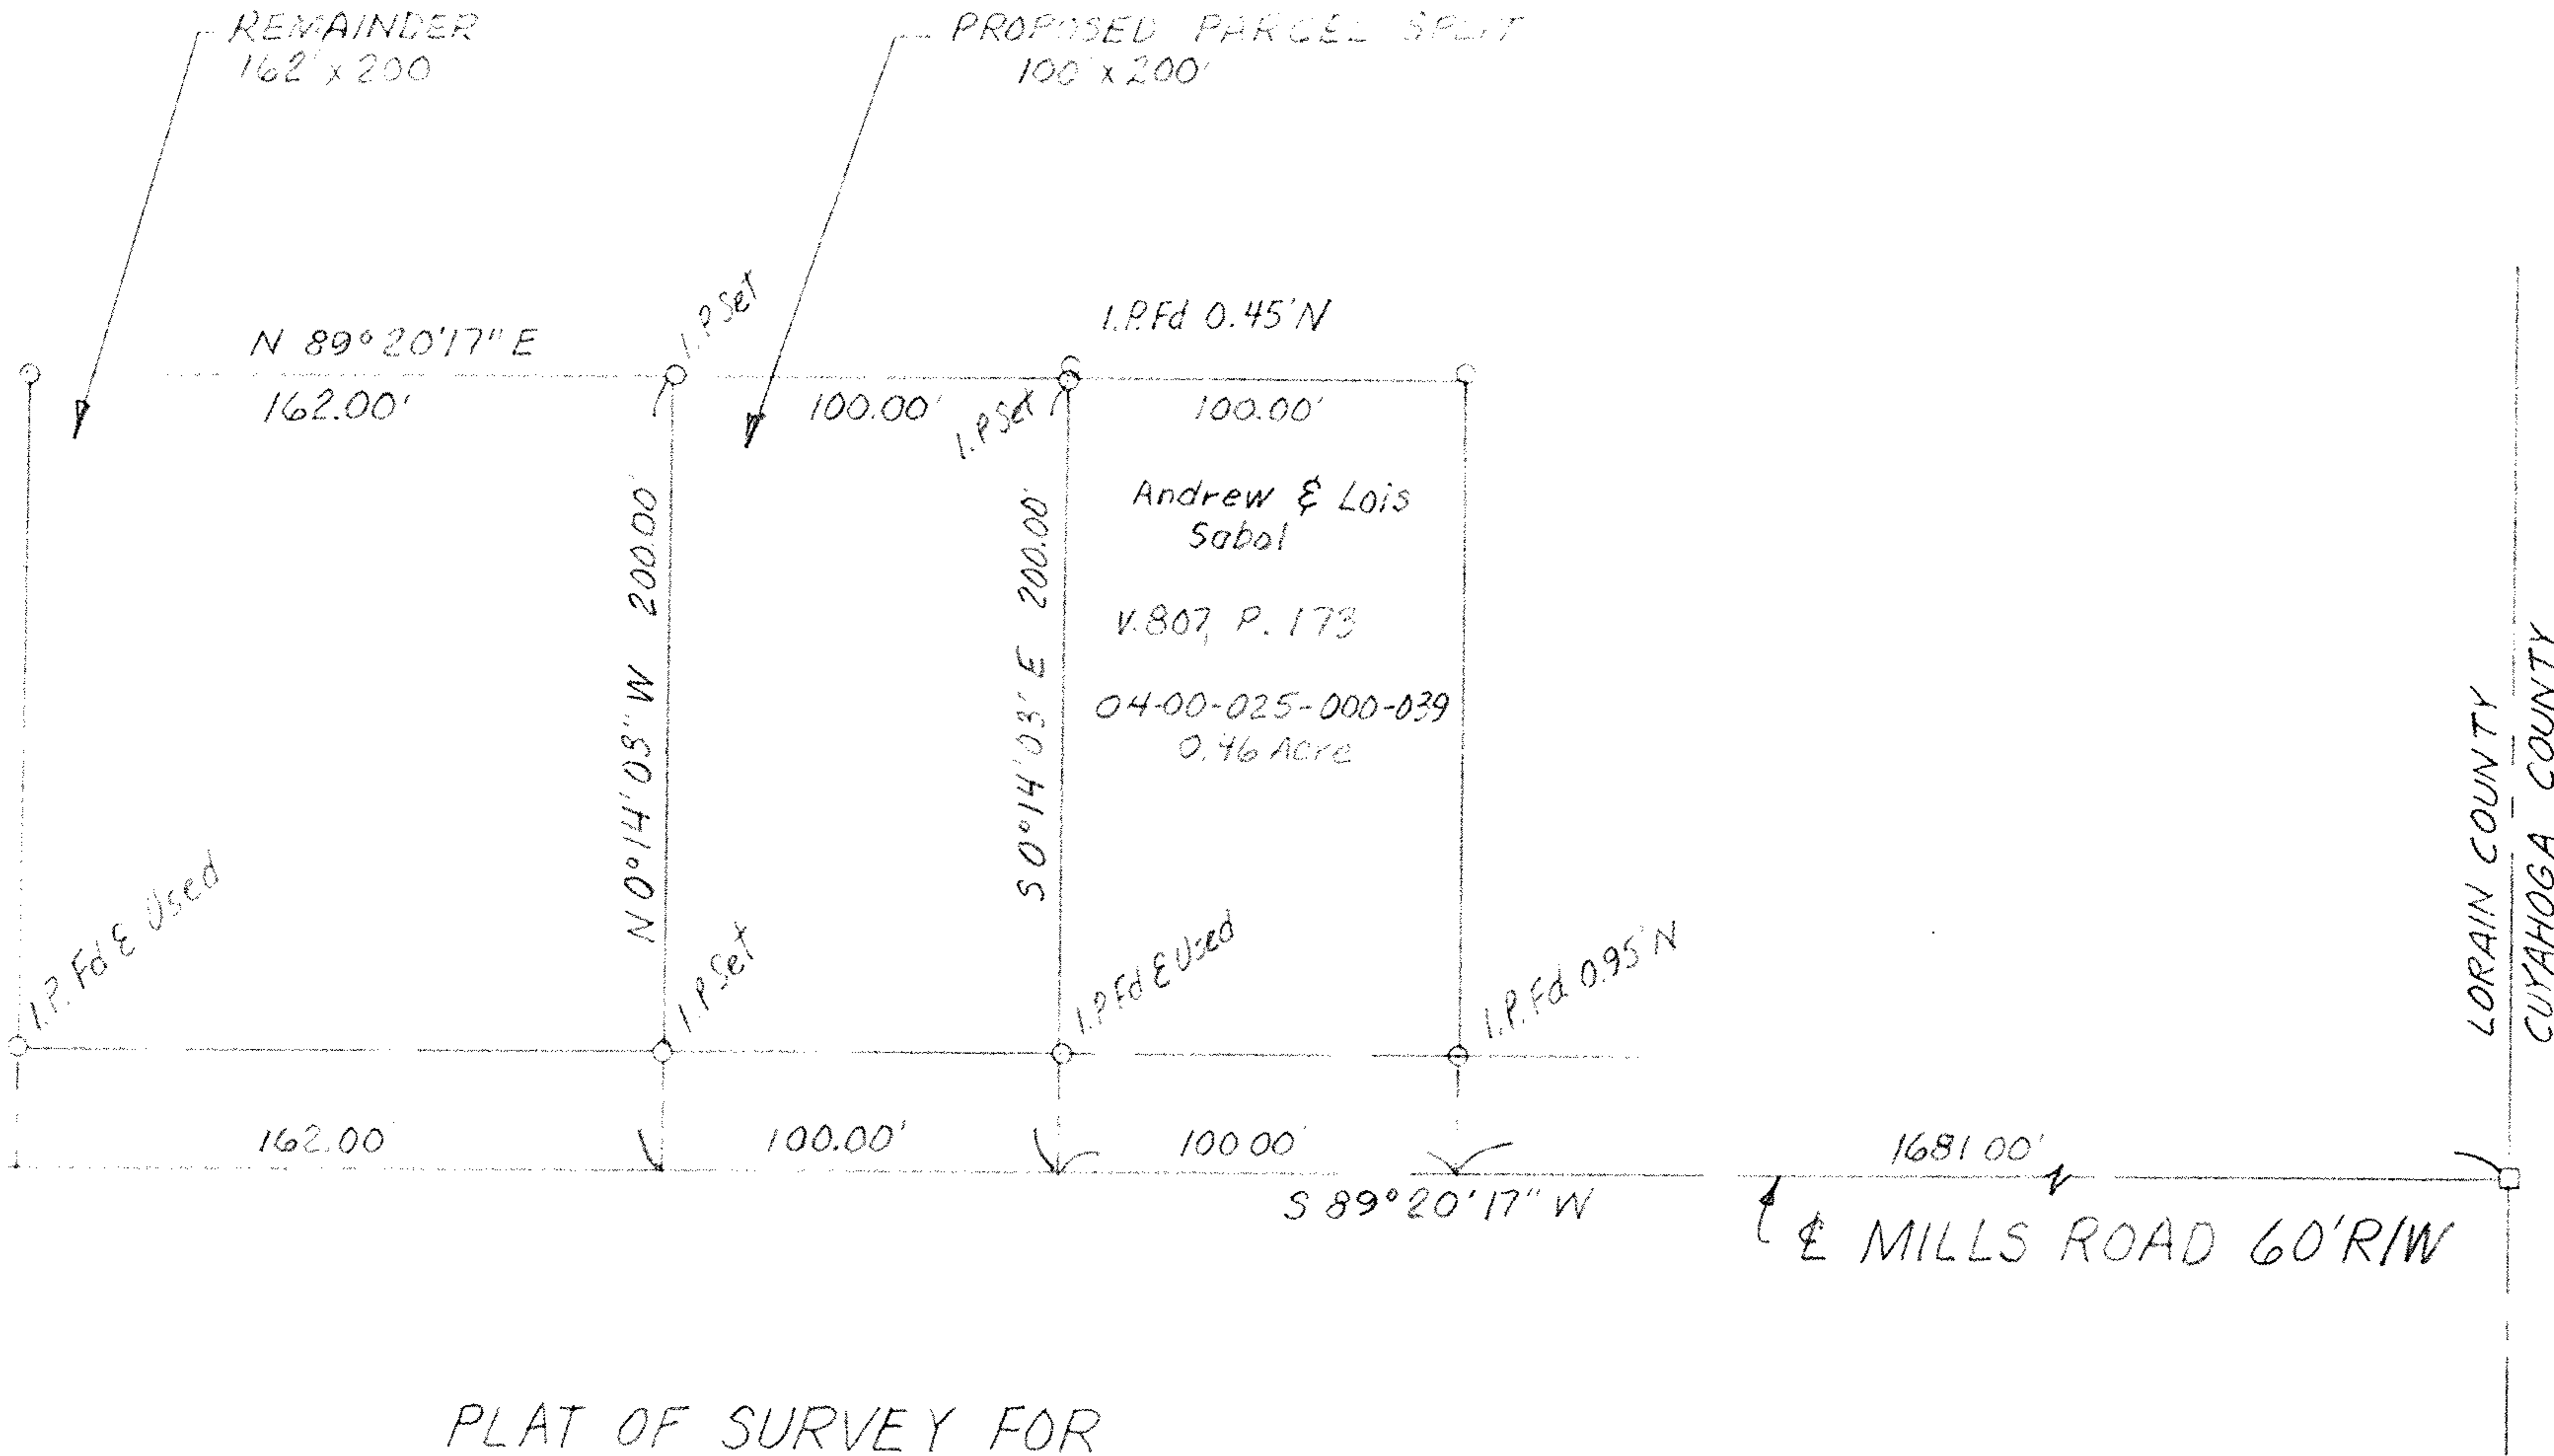 REMAINDER
162' x 200
PROPOSED PARCEL SPLIT
100' x 200'
N 89°20'17" E
162.00'
I.P. Set
100.00'
I.P. Set
I.P. Fd 0.45' N
100.00'
Andrew & Lois
Sabol
V. 807, P. 173
04-00-025-000-039
0.46 Acre
N 0°14'03" W 200.00'
S 0°14'03" E 200.00'
I.P. Fd & Used
I.P. Set
I.P. Fd & Used
I.P. Fd. 0.95' N
LORAIN COUNTY
CUYAHOGA COUNTY
162.00
100.00'
100 00'
1681 00'
S 89°20'17" W
℄ MILLS ROAD 60' R/W
PLAT OF SURVEY FOR